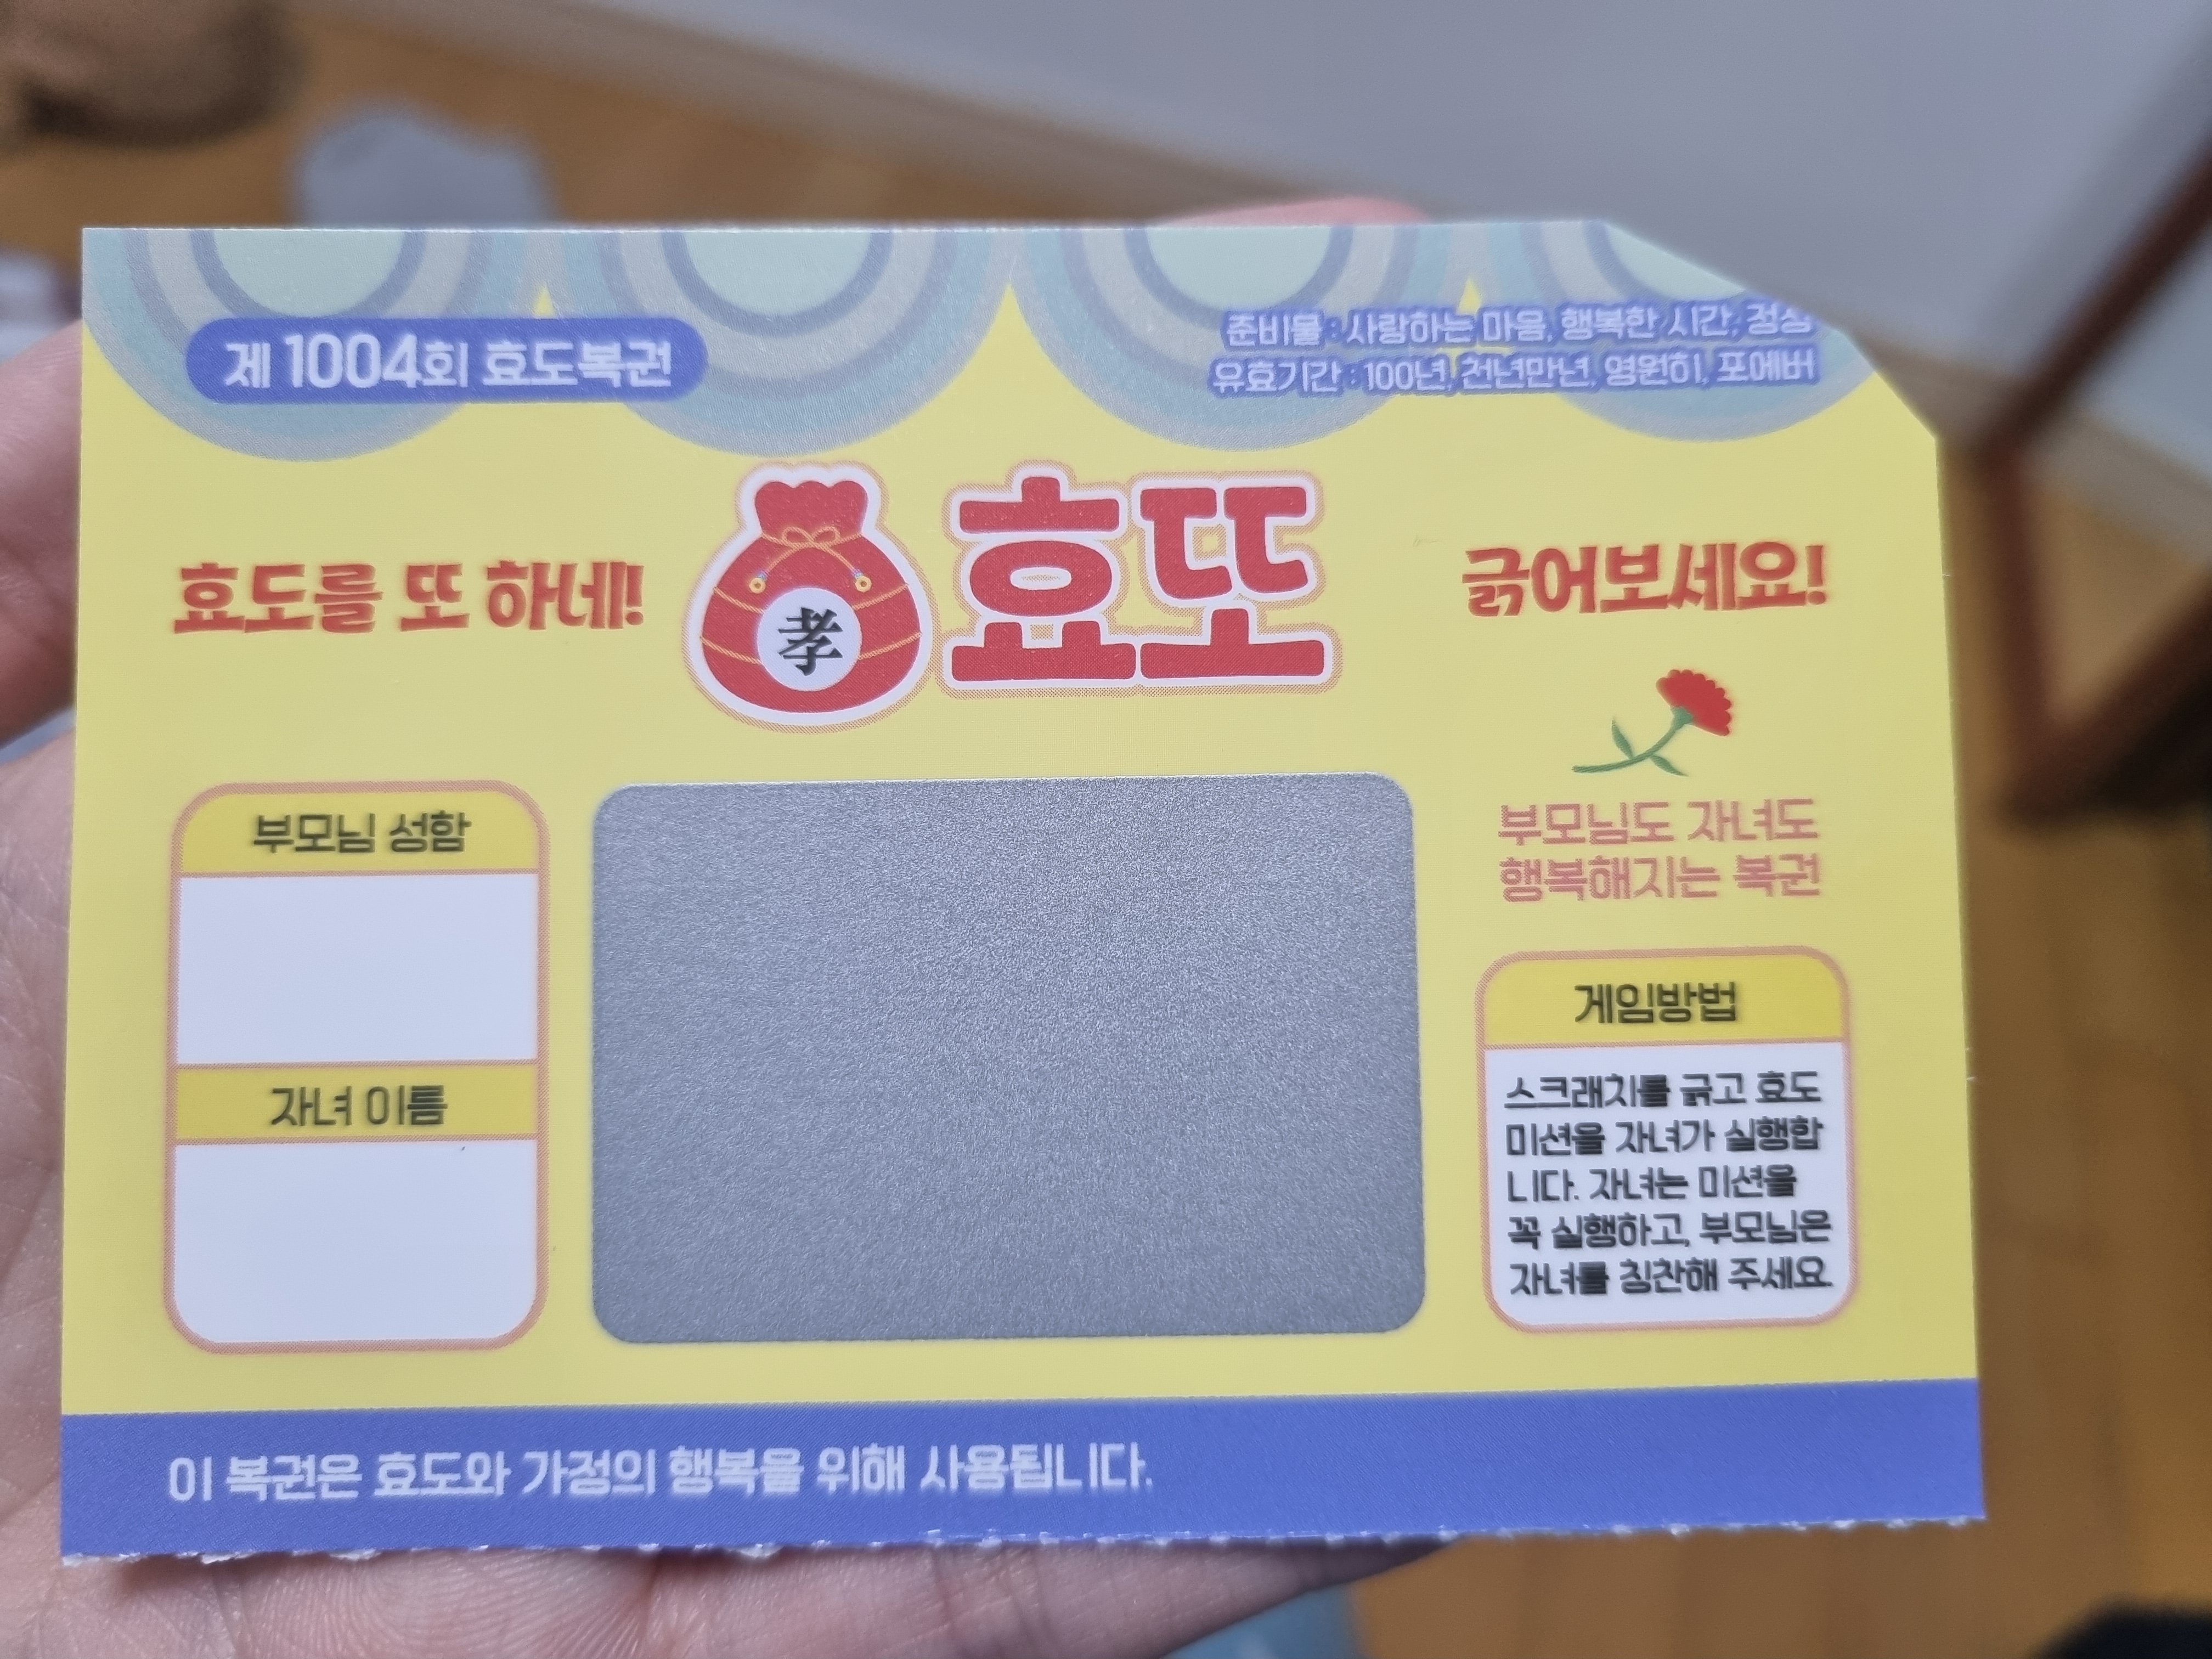 제 1004회 효도복권
준비물 : 사랑하는 마음, 행복한 시간, 정성
유효기간 : 100년, 천년만년, 영원히, 포에버
효도를 또 하네!
孝
효또
긁어보세요!
부모님도 자녀도
행복해지는 복권
부모님 성함
자녀 이름
게임방법
스크래치를 긁고 효도
미션을 자녀가 실행합
니다. 자녀는 미션을
꼭 실행하고, 부모님은
자녀를 칭찬해 주세요.
이 복권은 효도와 가정의 행복을 위해 사용됩니다.